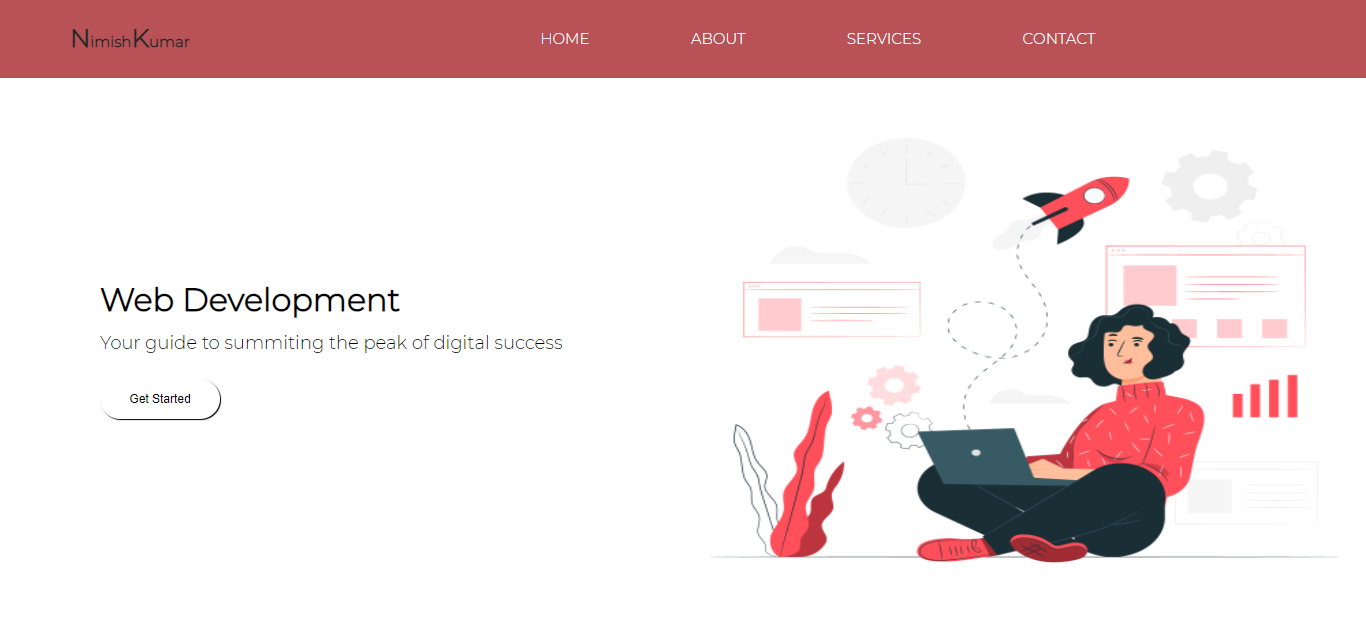 NimishKumar
HOME ABOUT SERVICES CONTACT
Web Development
Your guide to summiting the peak of digital success
Get Started